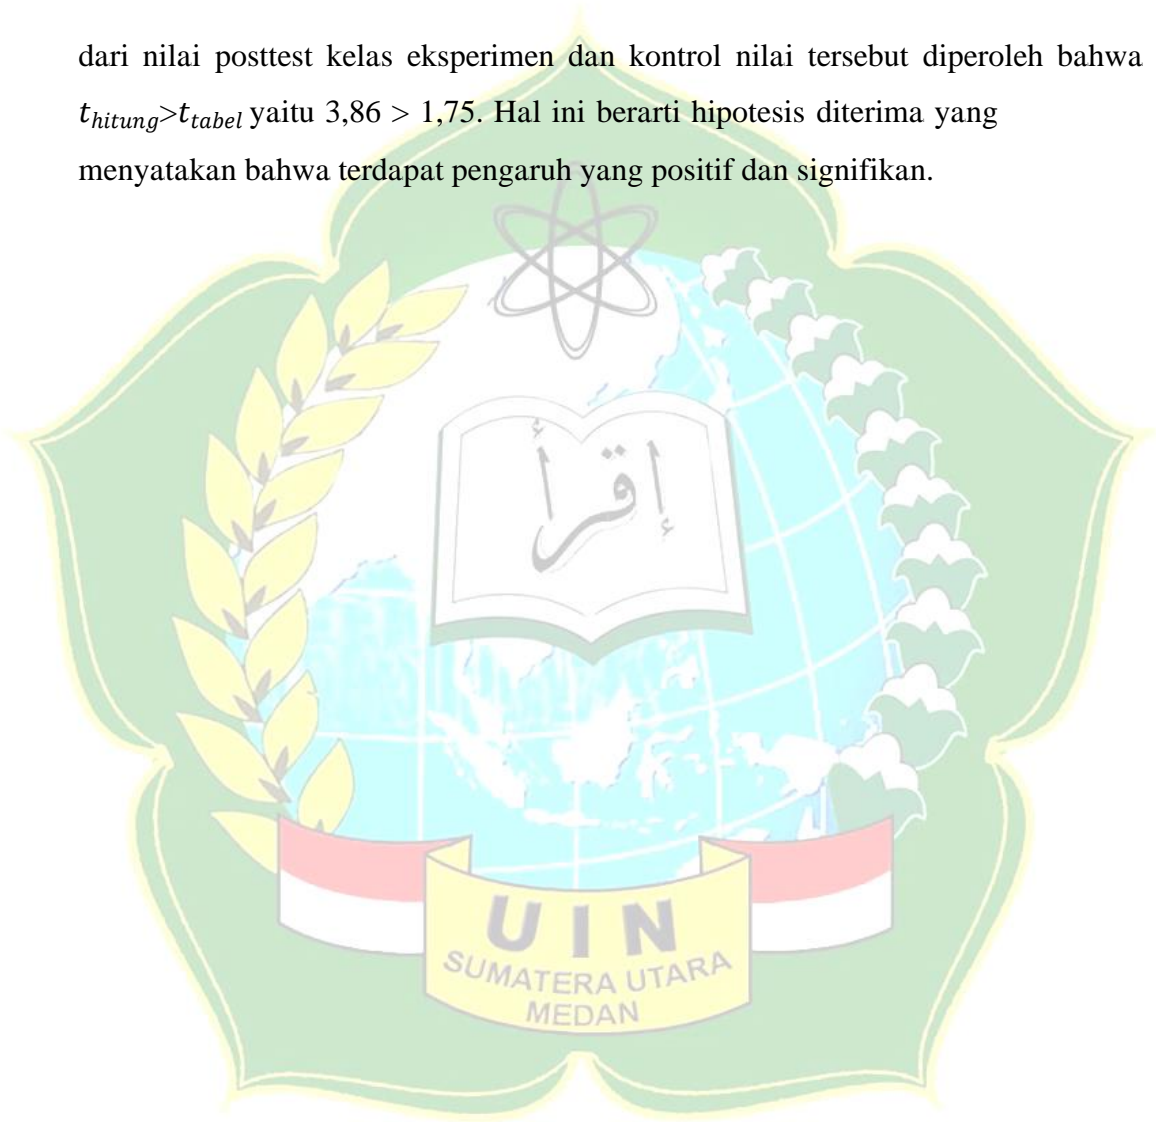 dari nilai posttest kelas eksperimen dan kontrol nilai tersebut diperoleh bahwa
t_hitung>t_tabel yaitu 3,86 > 1,75. Hal ini berarti hipotesis diterima yang
menyatakan bahwa terdapat pengaruh yang positif dan signifikan.
إقرأ
UIN
SUMATERA UTARA
MEDAN